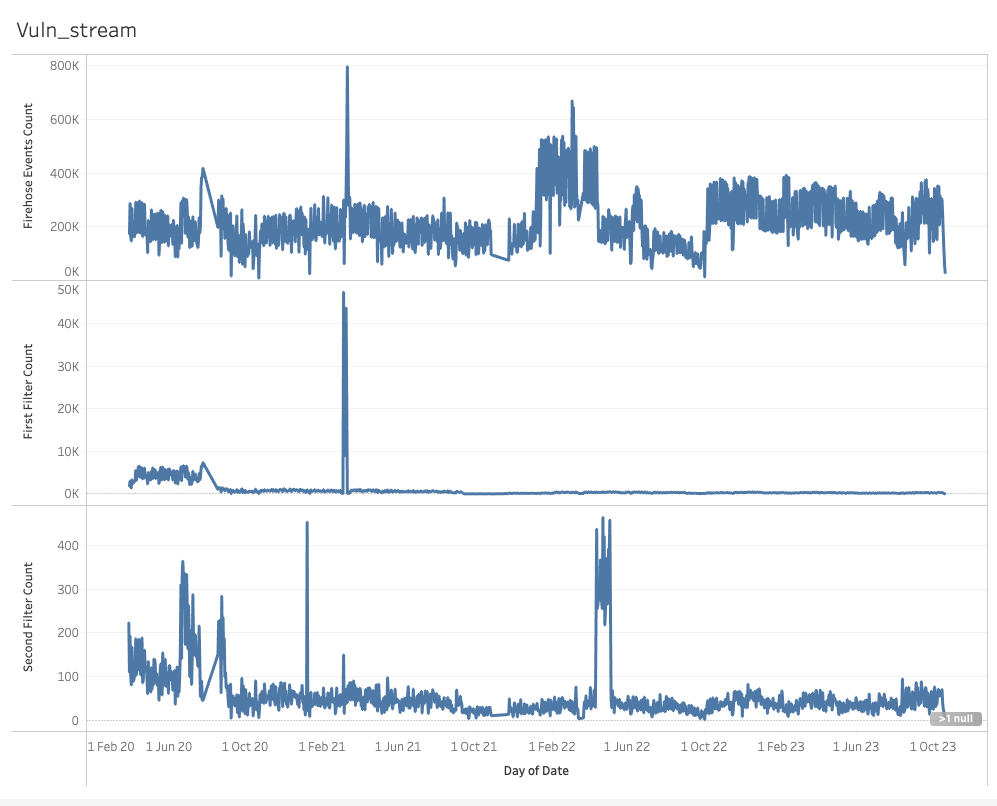 Vuln_stream
Firehose Events Count
800K
600K
400K
200K
0K
First Filter Count
50K
40K
30K
20K
10K
0K
Second Filter Count
400
300
200
100
0
>1 null
1 Feb 20 1 Jun 20 1 Oct 20 1 Feb 21 1 Jun 21 1 Oct 21 1 Feb 22 1 Jun 22 1 Oct 22 1 Feb 23 1 Jun 23 1 Oct 23
Day of Date